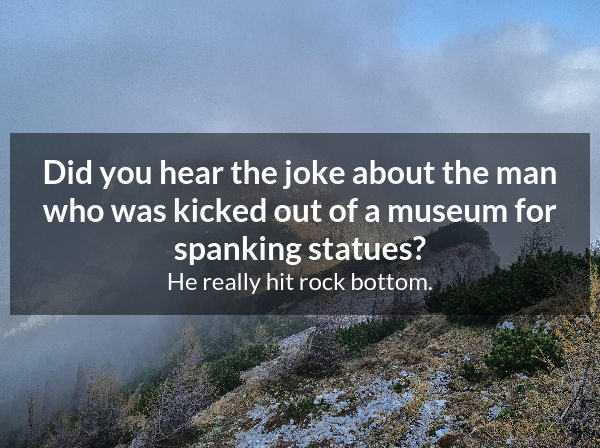 Did you hear the joke about the man
who was kicked out of a museum for
spanking statues?
He really hit rock bottom.